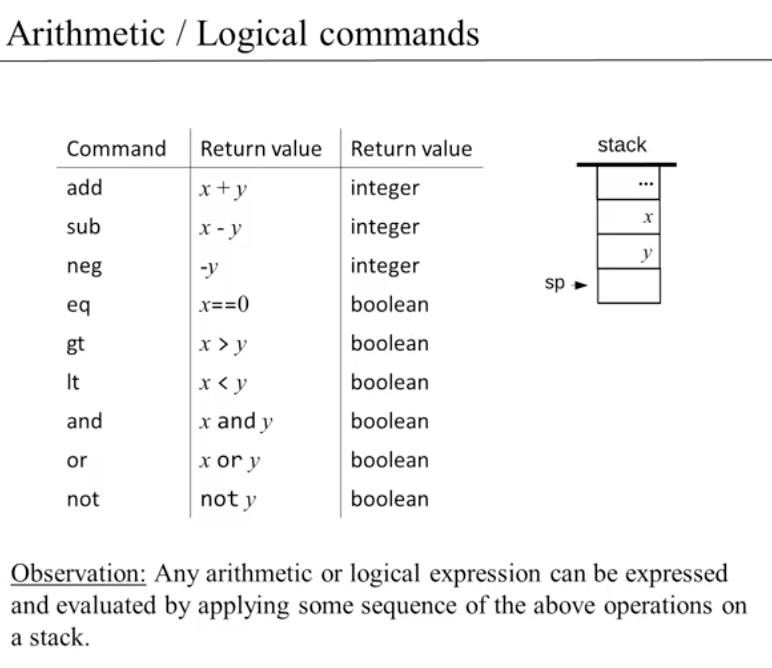 Arithmetic / Logical commands
Command Return value Return value
add x + y integer
sub x - y integer
neg -y integer
eq x==0 boolean
gt x > y boolean
lt x < y boolean
and x and y boolean
or x or y boolean
not not y boolean
stack
...
x
y
sp
Observation: Any arithmetic or logical expression can be expressed
and evaluated by applying some sequence of the above operations on
a stack.